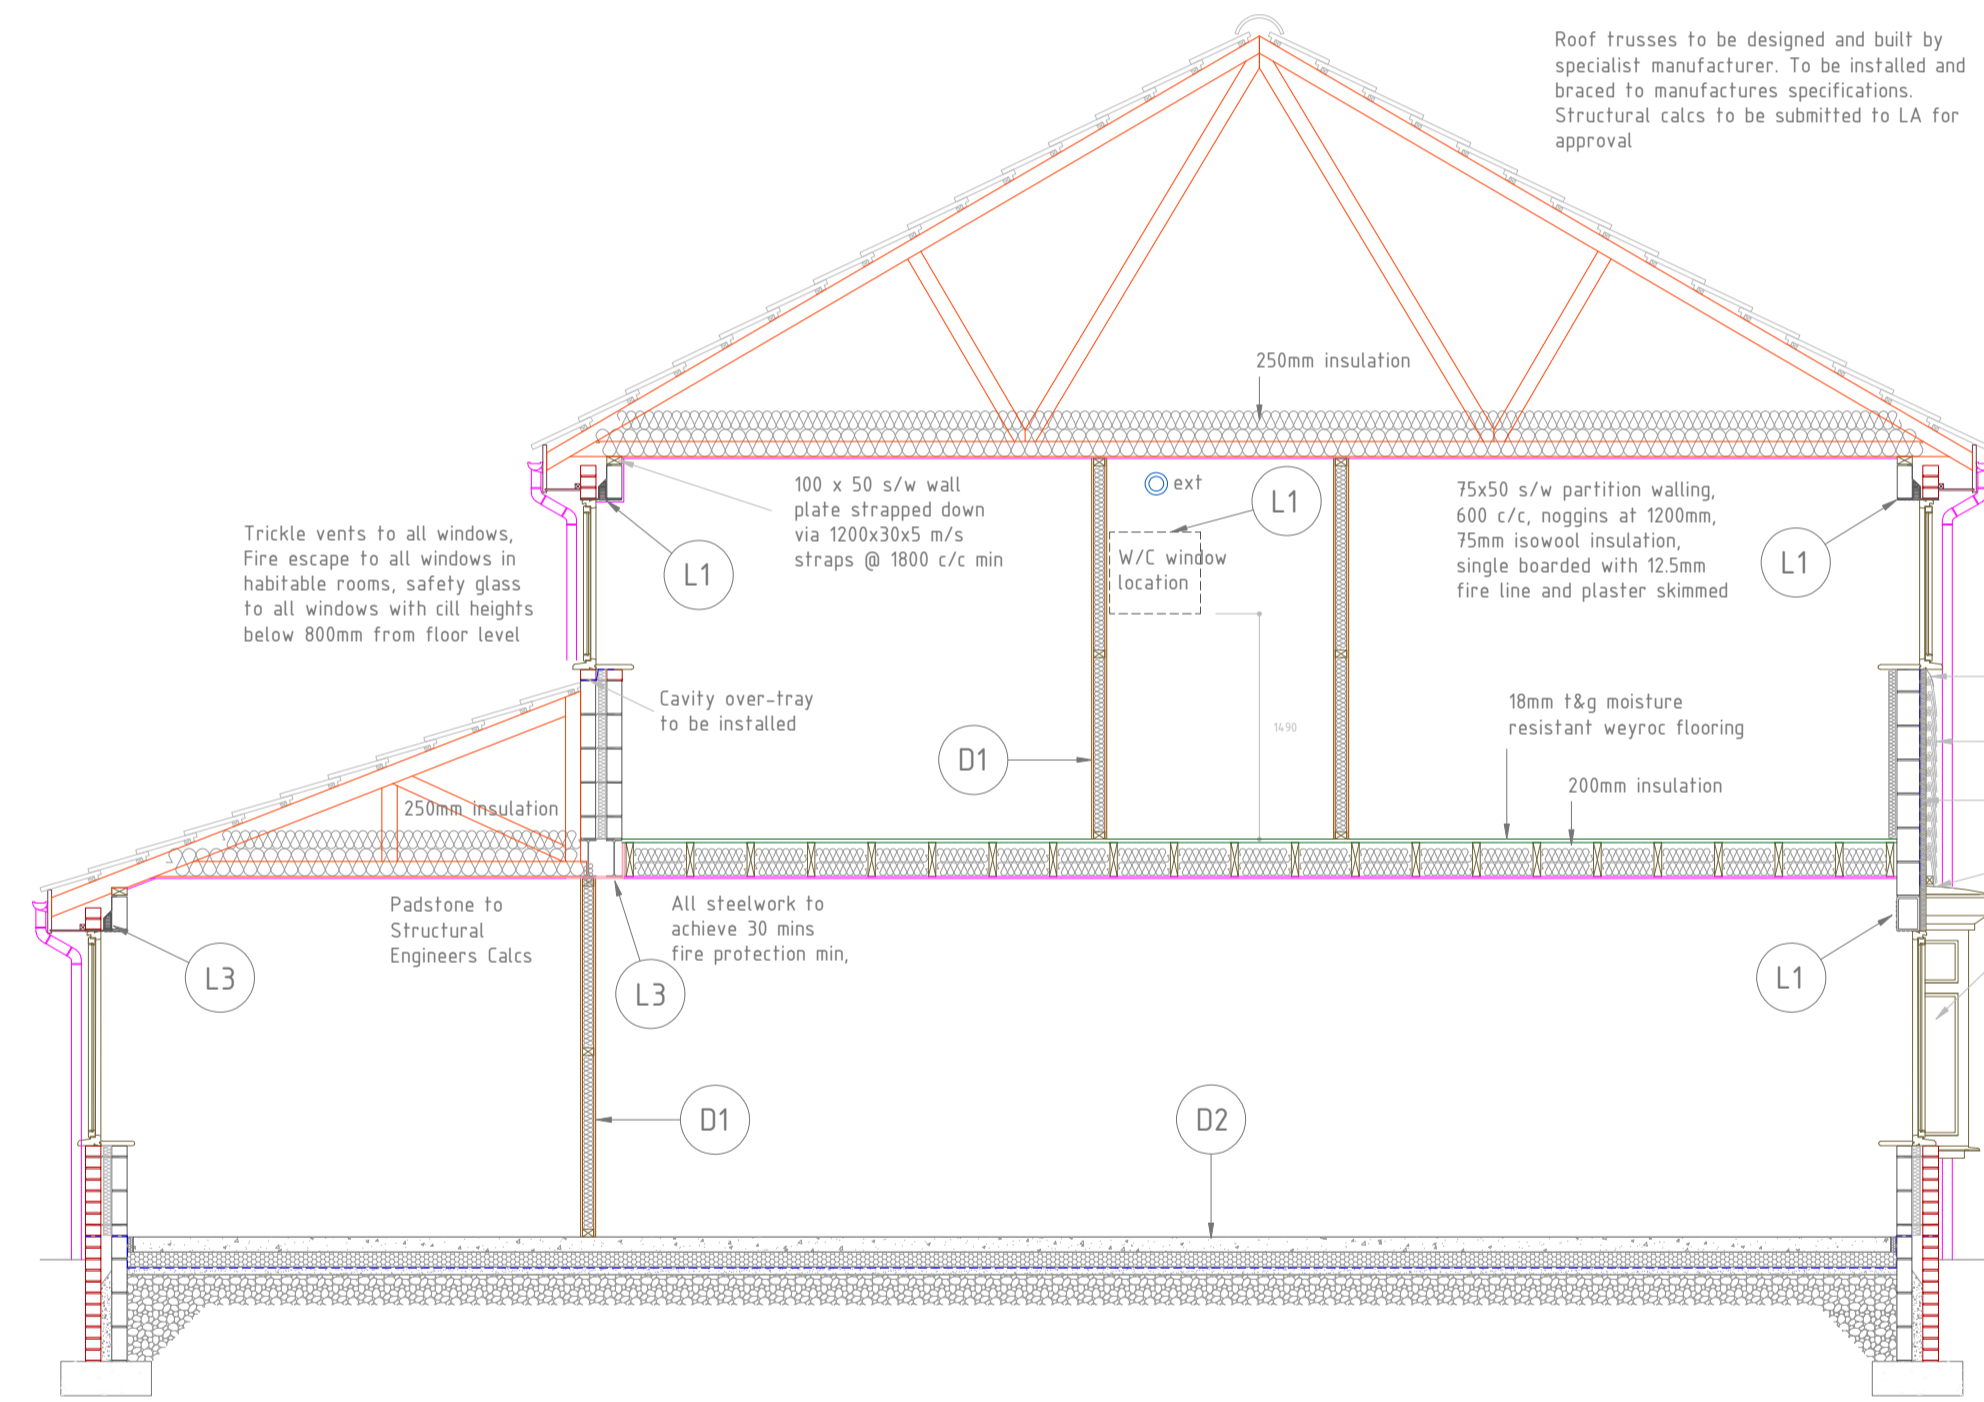 Roof trusses to be designed and built by
specialist manufacturer. To be installed and
braced to manufactures specifications.
Structural calcs to be submitted to LA for
approval
250mm insulation
100 x 50 s/w wall
plate strapped down
via 1200x30x5 m/s
straps @ 1800 c/c min
ext
L1
75x50 s/w partition walling,
600 c/c, noggins at 1200mm,
75mm isowool insulation,
single boarded with 12.5mm
fire line and plaster skimmed
Trickle vents to all windows,
Fire escape to all windows in
habitable rooms, safety glass
to all windows with cill heights
below 800mm from floor level
L1
W/C window
location
L1
Cavity over-tray
to be installed
1490
18mm t&g moisture
resistant weyroc flooring
D1
200mm insulation
250mm insulation
Padstone to
Structural
Engineers Calcs
All steelwork to
achieve 30 mins
fire protection min,
L3
L3
L1
D1
D2